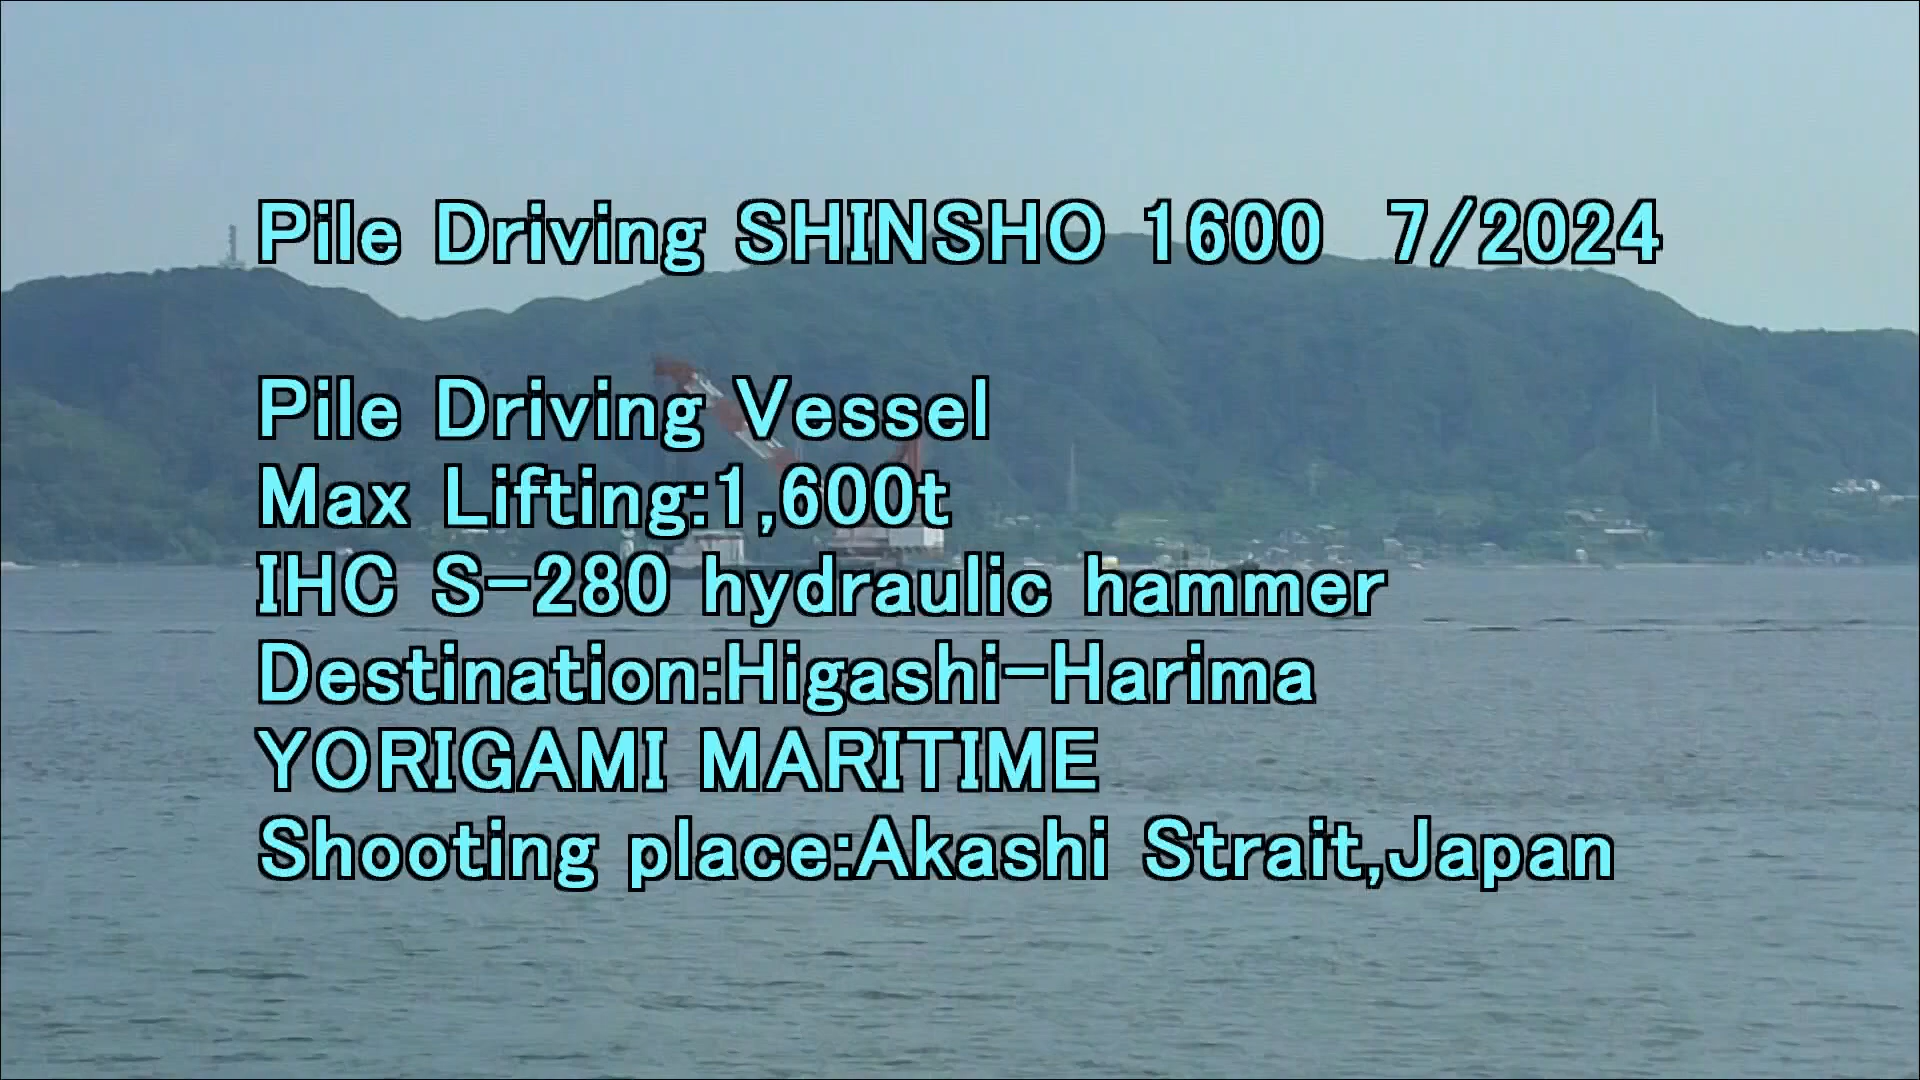 Pile Driving SHINSHO 1600  7/2024
Pile Driving Vessel
Max Lifting:1,600t
IHC S-280 hydraulic hammer
Destination:Higashi-Harima
YORIGAMI MARITIME
Shooting place:Akashi Strait,Japan